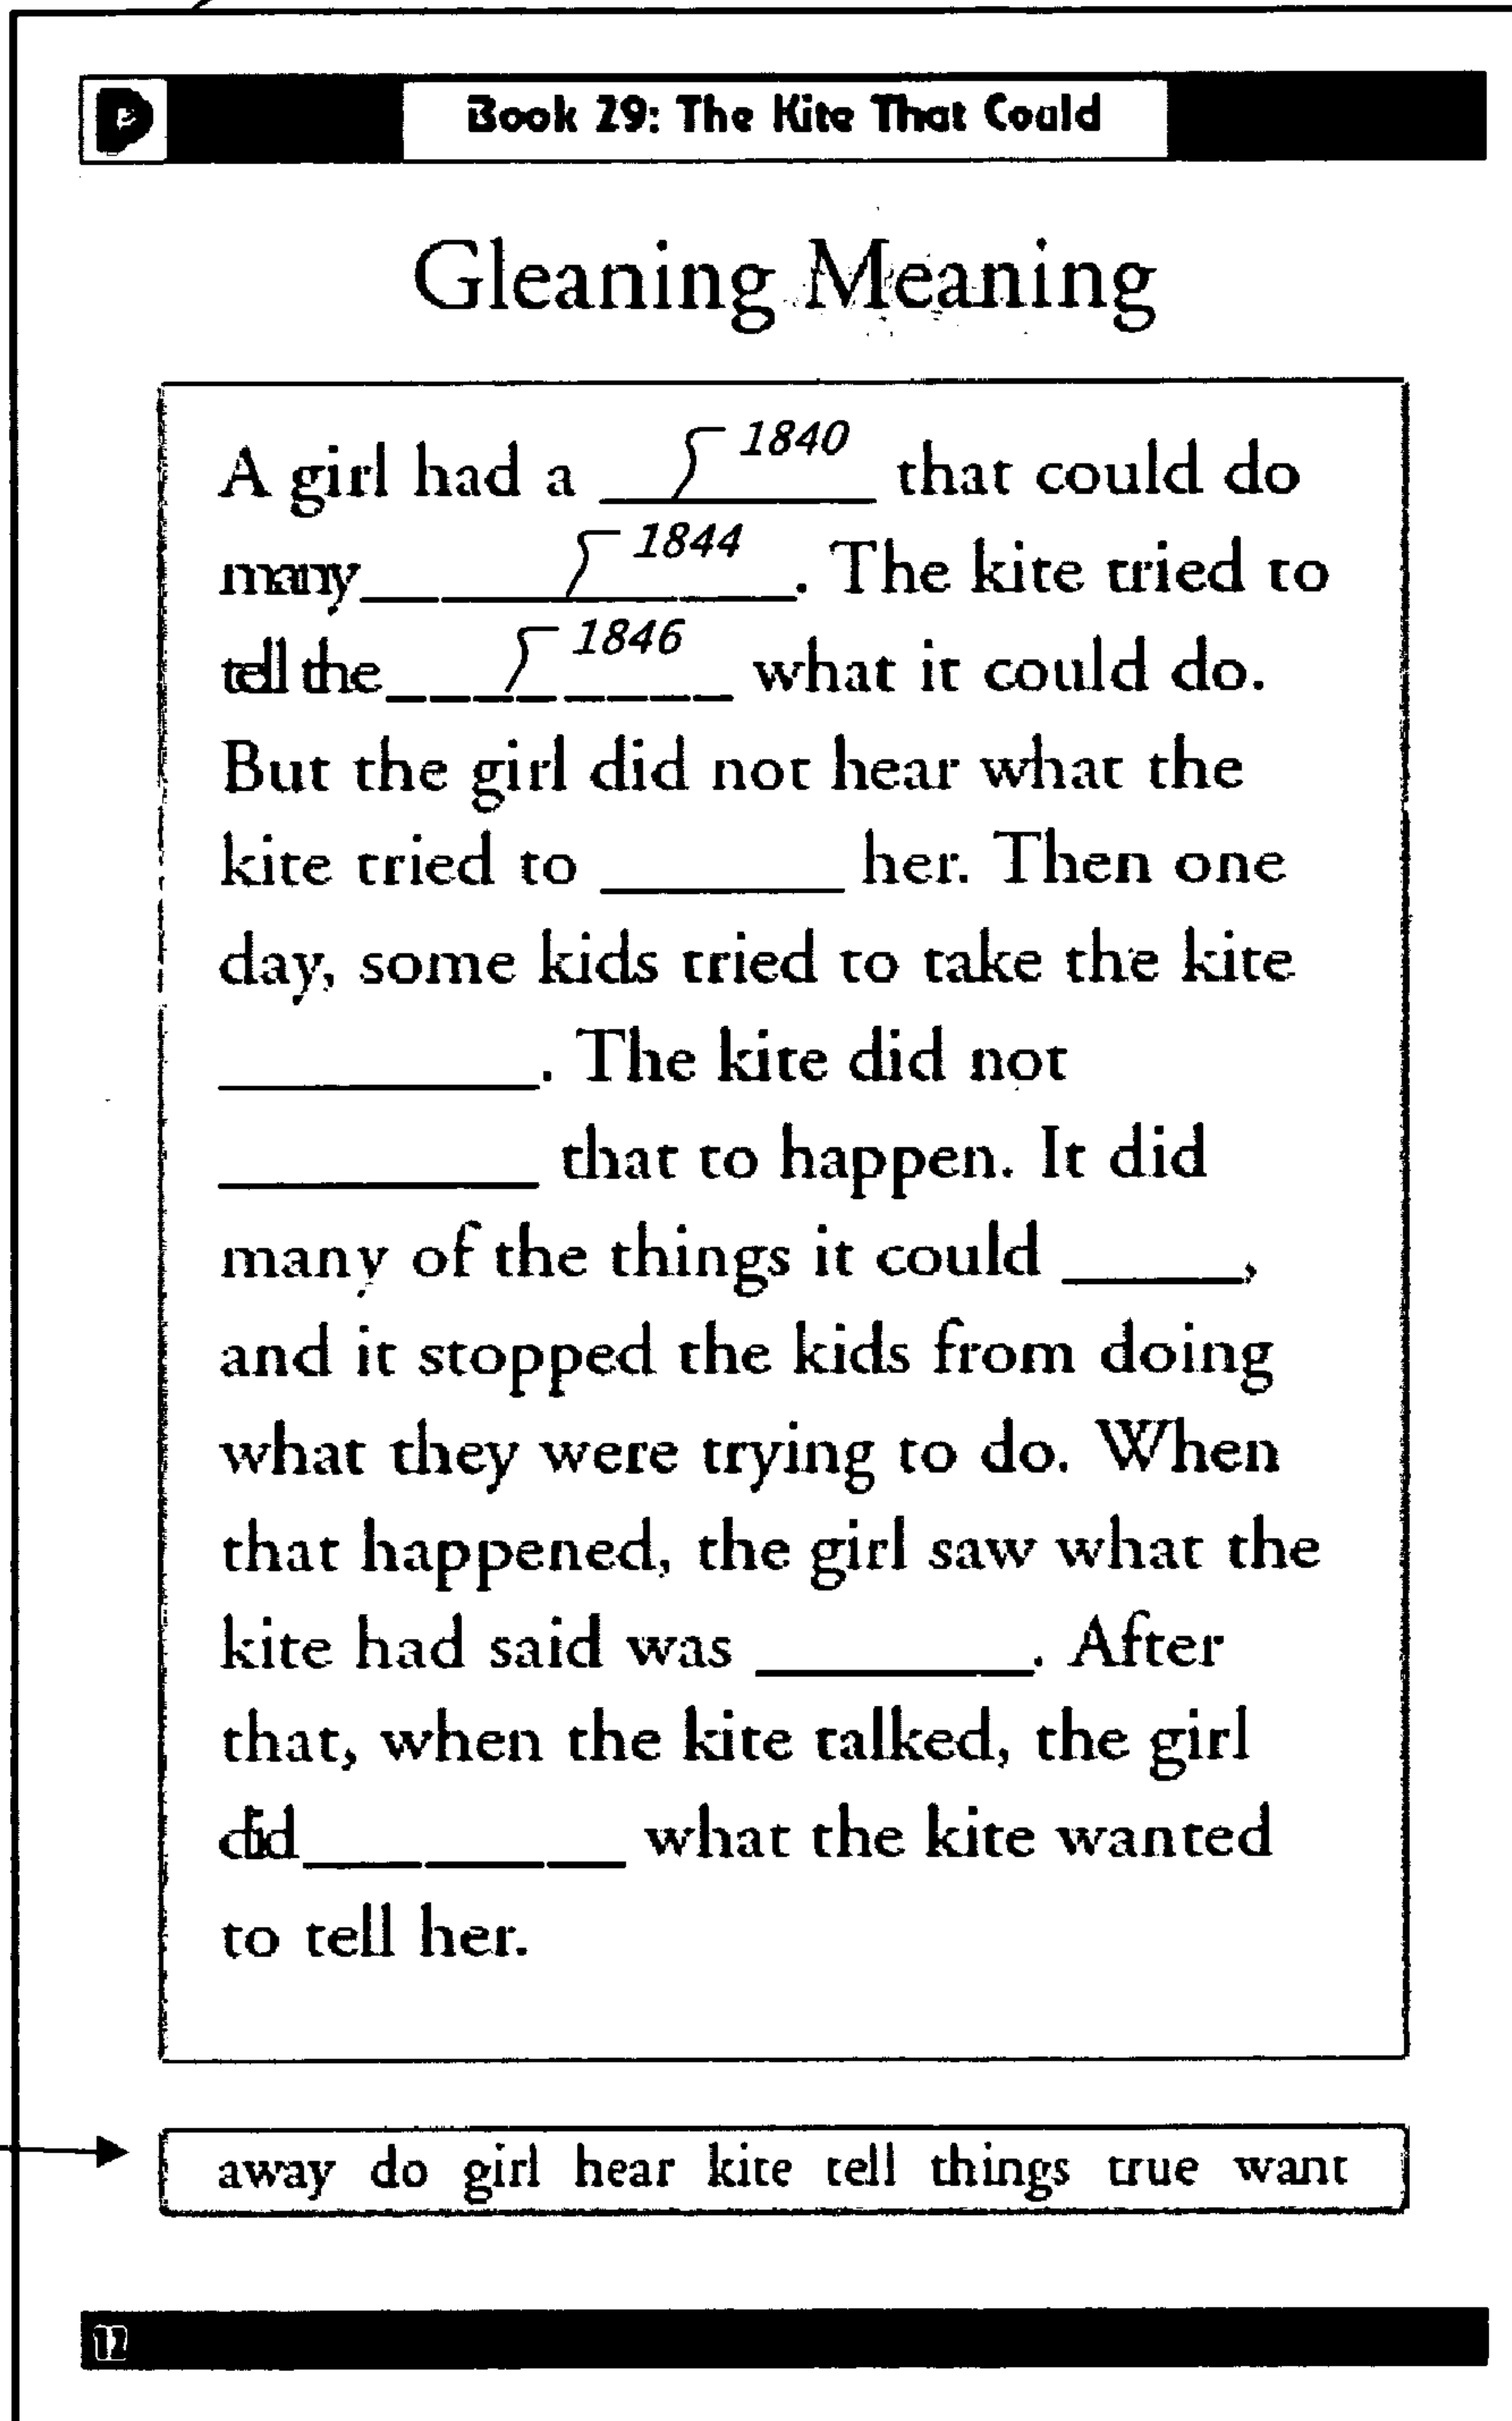 P
Book 29: The Kite That Could
Gleaning Meaning
A girl had a ______ 1840 that could do
many ______ 1844 . The kite tried to
tell the ______ 1846 what it could do.
But the girl did not hear what the
kite tried to ______ her. Then one
day, some kids tried to take the kite
______. The kite did not
______ that to happen. It did
many of the things it could ______,
and it stopped the kids from doing
what they were trying to do. When
that happened, the girl saw what the
kite had said was ______. After
that, when the kite talked, the girl
did ______ what the kite wanted
to tell her.
away do girl hear kite tell things true want
12